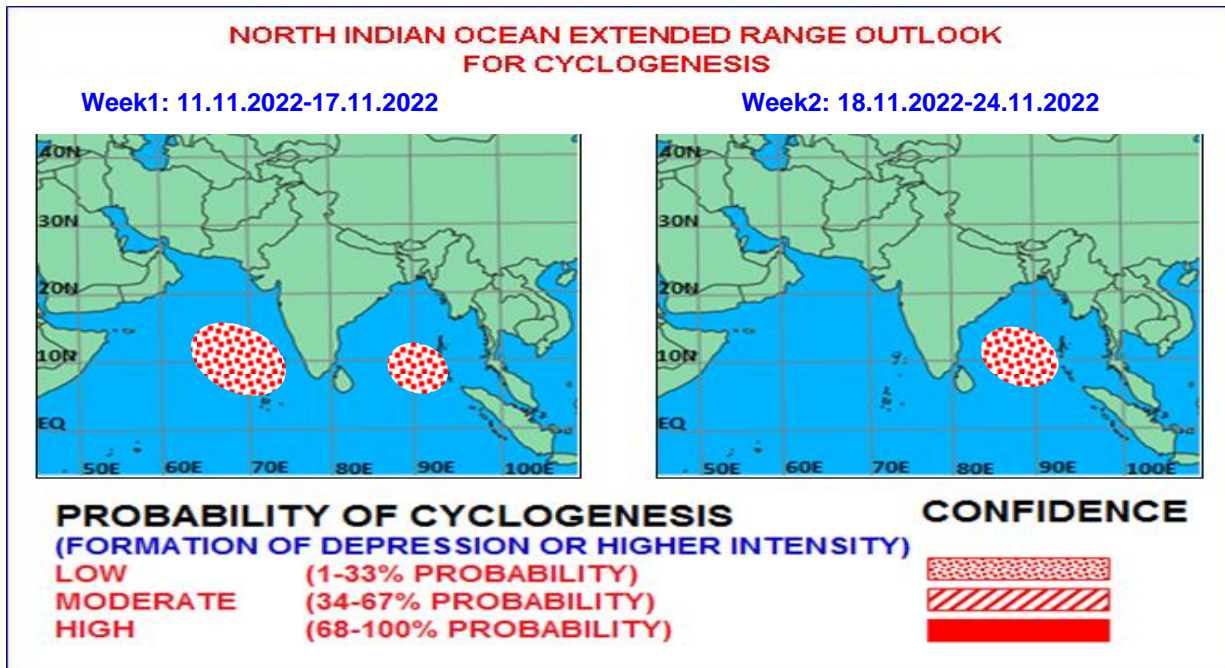 NORTH INDIAN OCEAN EXTENDED RANGE OUTLOOK
FOR CYCLOGENESIS
Week1: 11.11.2022-17.11.2022
Week2: 18.11.2022-24.11.2022
40N
30N
20N
10N
EQ
50E 60E 70E 80E 90E 100E
40N
30N
20N
10N
EQ
50E 60E 70E 80E 90E 100E
PROBABILITY OF CYCLOGENESIS
CONFIDENCE
(FORMATION OF DEPRESSION OR HIGHER INTENSITY)
LOW (1-33% PROBABILITY)
MODERATE (34-67% PROBABILITY)
HIGH (68-100% PROBABILITY)